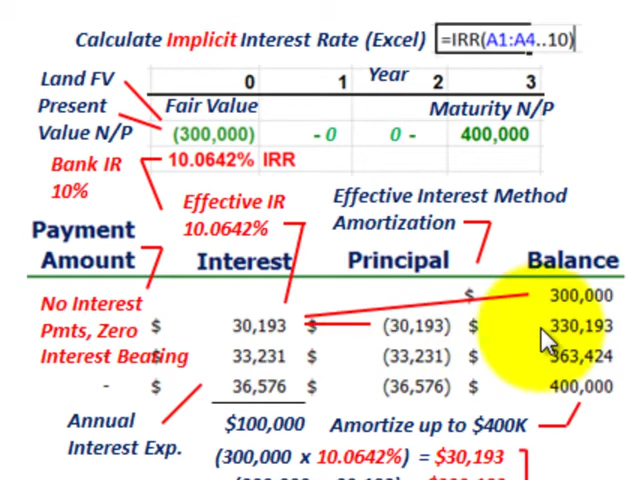 Calculate Implicit Interest Rate (Excel) =IRR(A1:A4..10)
Land FV
0 1 Year 2 3
Present Fair Value Maturity N/P
Value N/P (300,000) - 0 0 - 400,000
10.0642% IRR
Bank IR
10%
Effective IR
10.0642%
Effective Interest Method
Amortization
Payment
Amount Interest Principal Balance
$ 300,000
No Interest
Pmts, Zero $ 30,193 $ (30,193) $ 330,193
Interest Beating $ 33,231 $ (33,231) $ 363,424
- $ 36,576 $ (36,576) $ 400,000
Annual
Interest Exp.
$100,000 Amortize up to $400K
(300,000 x 10.0642%) = $30,193